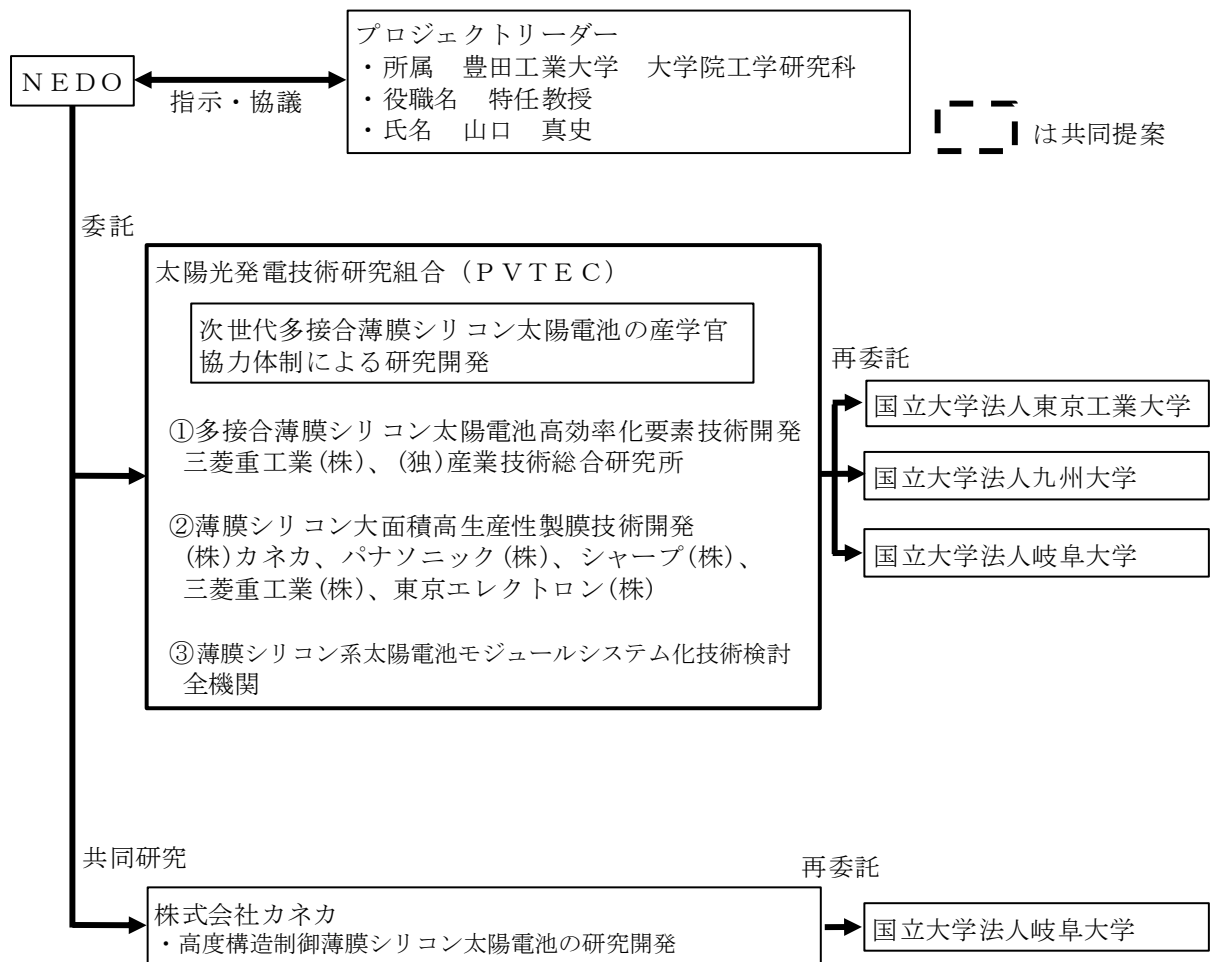 プロジェクトリーダー
・所属　豊田工業大学　大学院工学研究科
・役職名　特任教授
・氏名　山口　真史
ＮＥＤＯ
指示・協議
は共同提案
委託
太陽光発電技術研究組合（ＰＶＴＥＣ）
次世代多接合薄膜シリコン太陽電池の産学官
協力体制による研究開発
①多接合薄膜シリコン太陽電池高効率化要素技術開発
三菱重工業(株)、(独)産業技術総合研究所
②薄膜シリコン大面積高生産性製膜技術開発
(株)カネカ、パナソニック(株)、シャープ(株)、
三菱重工業(株)、東京エレクトロン(株)
③薄膜シリコン系太陽電池モジュールシステム化技術検討
全機関
再委託
国立大学法人東京工業大学
国立大学法人九州大学
国立大学法人岐阜大学
共同研究
株式会社カネカ
・高度構造制御薄膜シリコン太陽電池の研究開発
再委託
国立大学法人岐阜大学